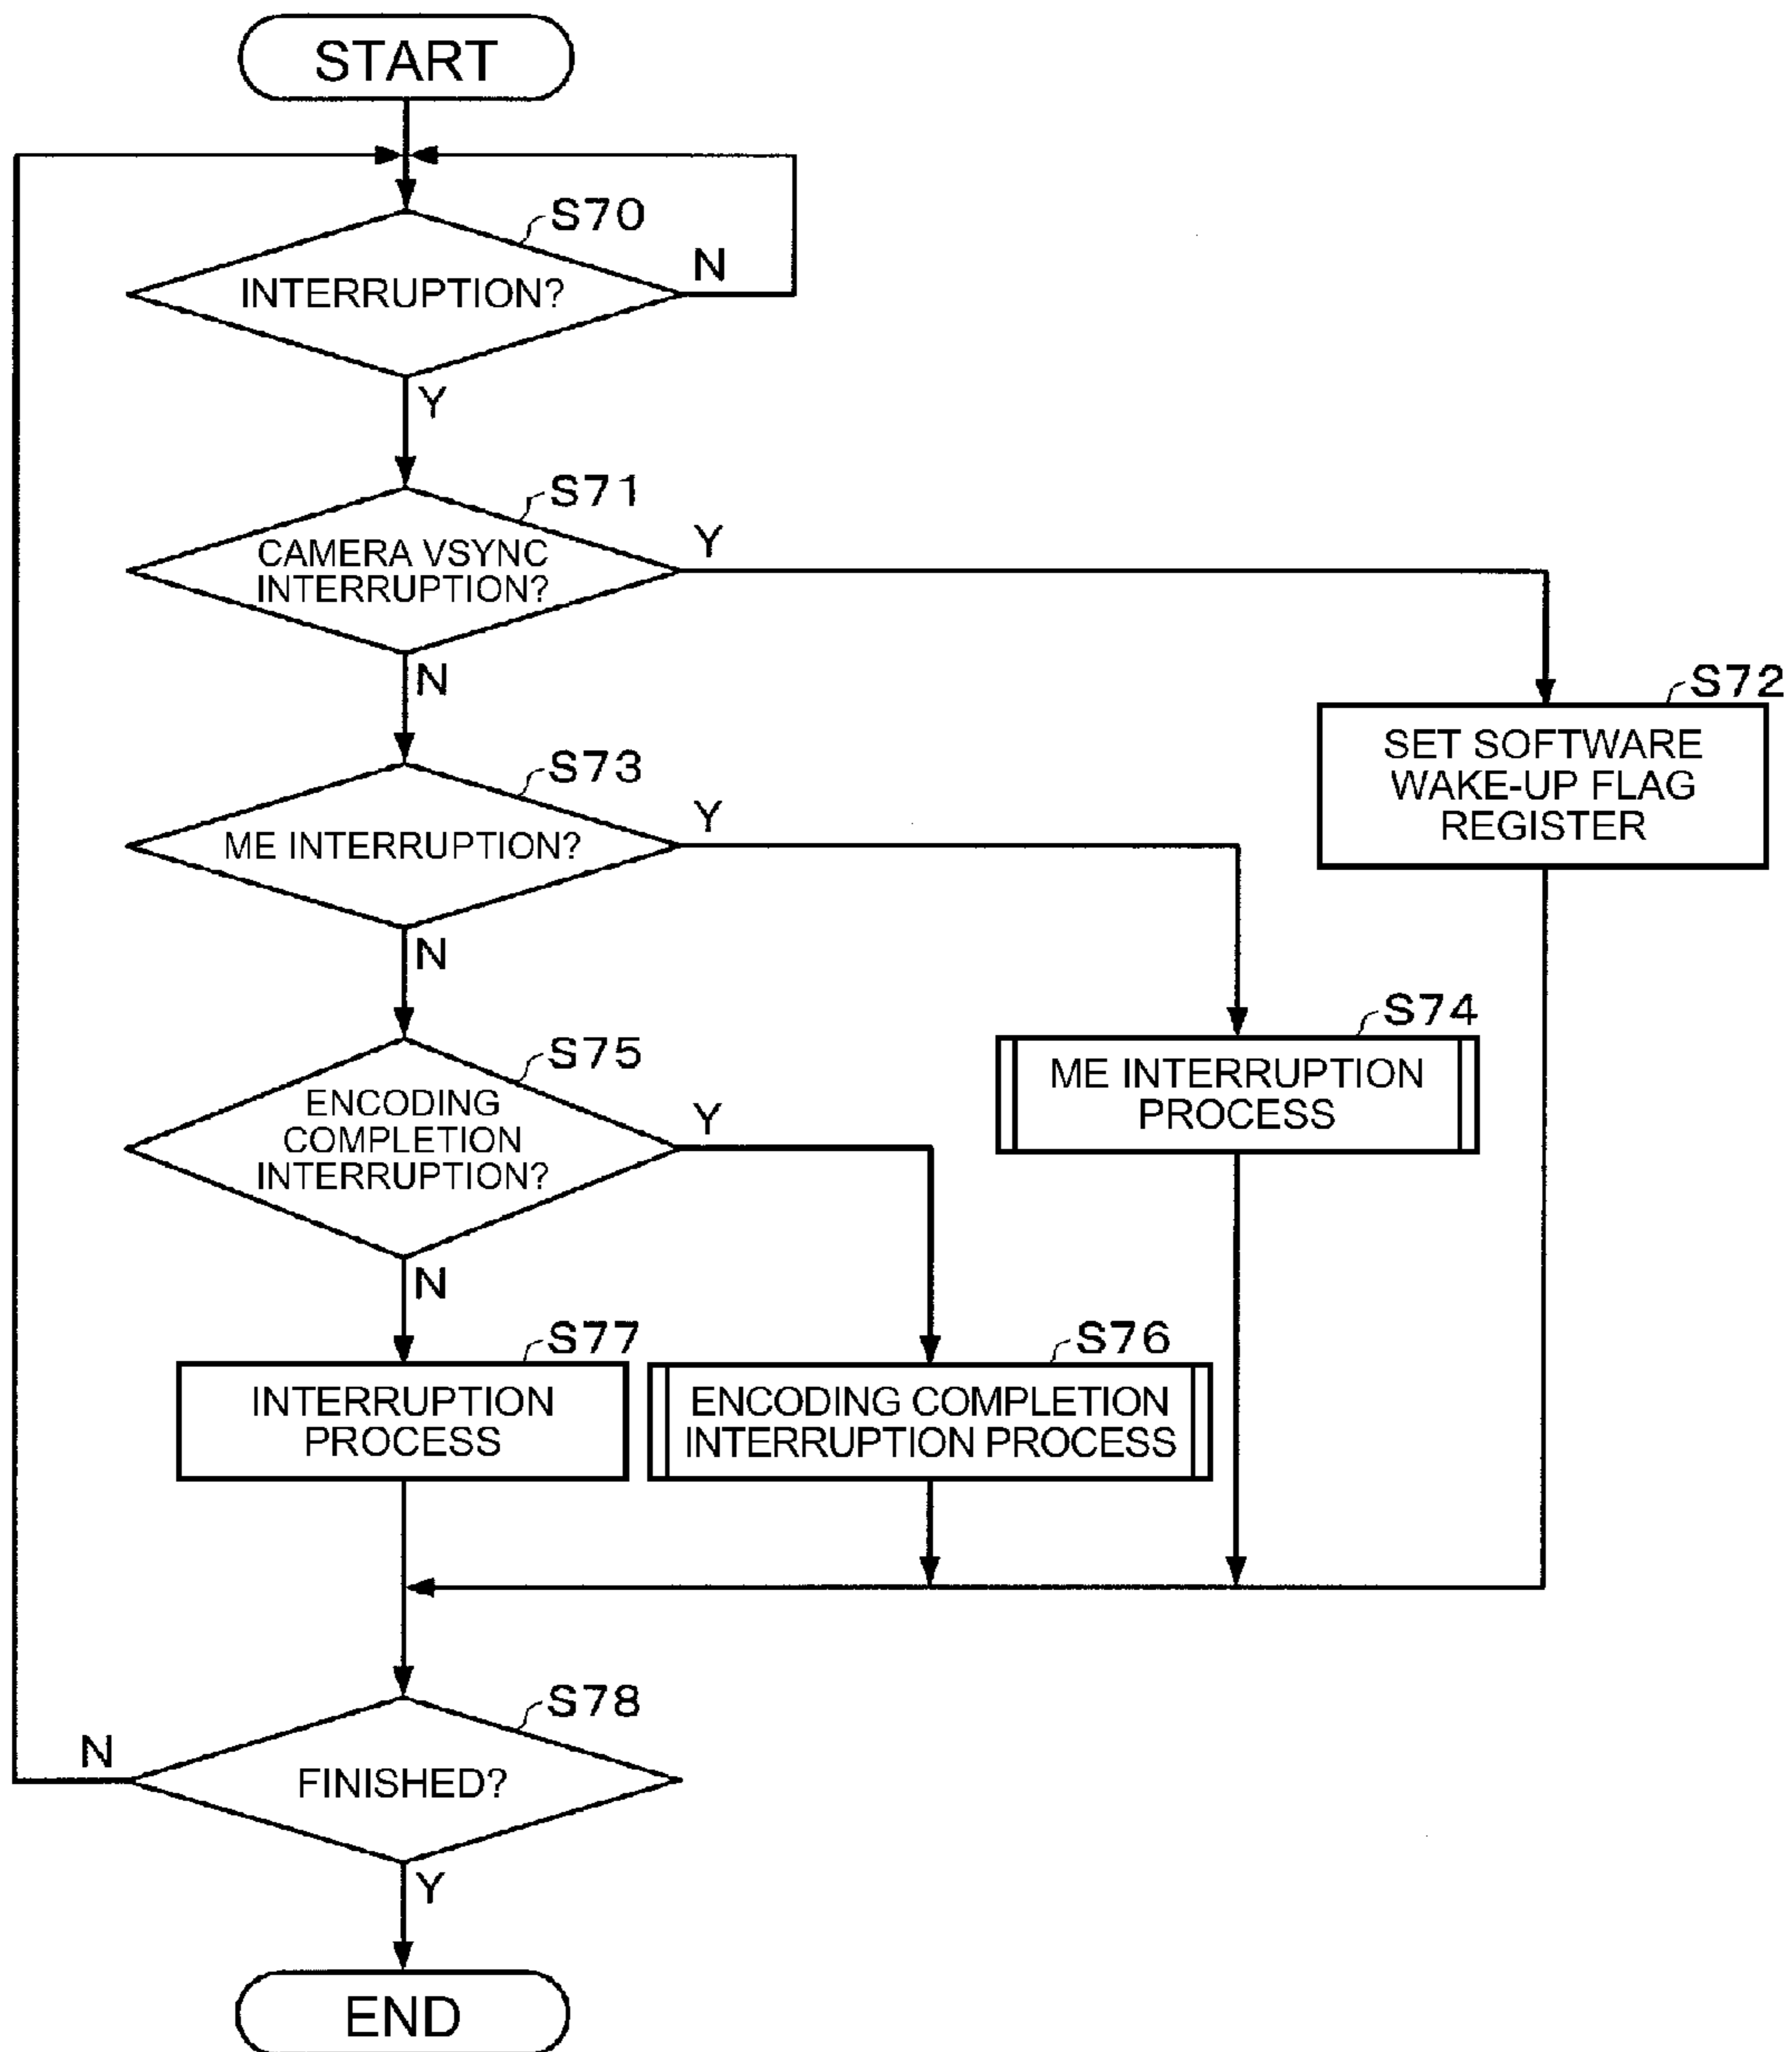 START
S70
INTERRUPTION?
N
Y
S71
CAMERA VSYNC
INTERRUPTION?
Y
N
S72
SET SOFTWARE
WAKE-UP FLAG
REGISTER
S73
ME INTERRUPTION?
Y
N
S74
ME INTERRUPTION
PROCESS
S75
ENCODING
COMPLETION
INTERRUPTION?
Y
N
S77
INTERRUPTION
PROCESS
S76
ENCODING COMPLETION
INTERRUPTION PROCESS
S78
FINISHED?
N
Y
END